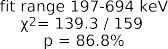 fit range 197-694 keV
χ²= 139.3 / 159
p = 86.8%